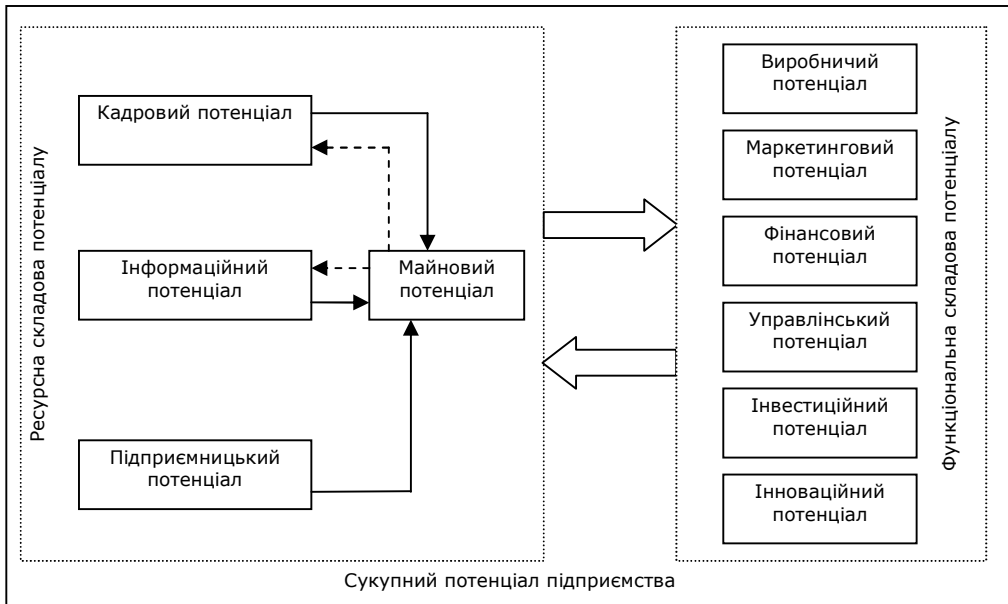 Ресурсна складова потенціалу
Кадровий потенціал
Інформаційний
потенціал
Майновий
потенціал
Підприємницький
потенціал
Виробничий
потенціал
Маркетинговий
потенціал
Фінансовий
потенціал
Управлінський
потенціал
Інвестиційний
потенціал
Інноваційний
потенціал
Функціональна складова потенціалу
Сукупний потенціал підприємства